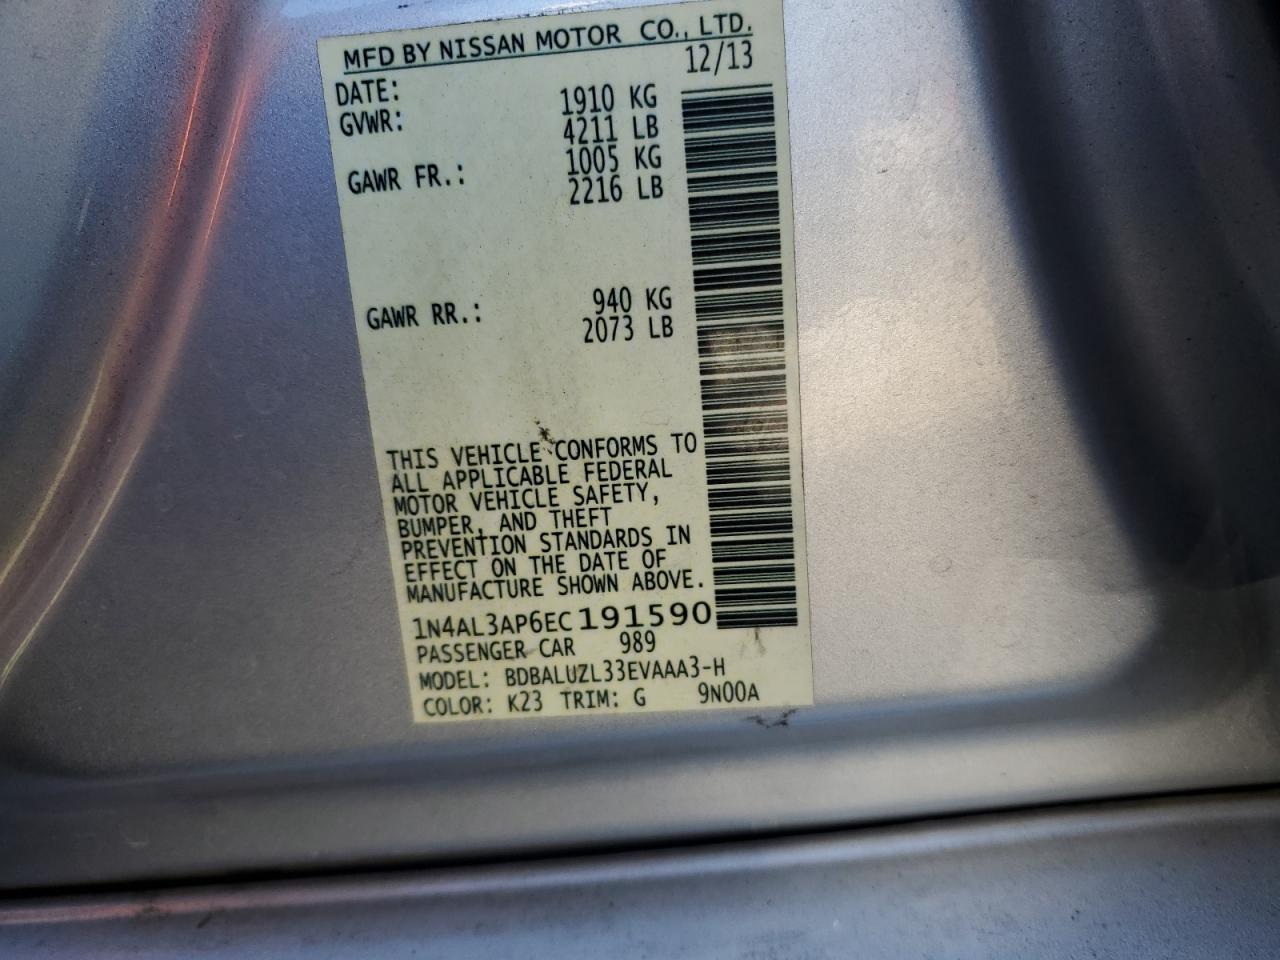 MFD BY NISSAN MOTOR CO., LTD.
DATE: 12/13
GVWR: 1910 KG
4211 LB
GAWR FR.: 1005 KG
2216 LB
GAWR RR.: 940 KG
2073 LB
THIS VEHICLE CONFORMS TO
ALL APPLICABLE FEDERAL
MOTOR VEHICLE SAFETY,
BUMPER, AND THEFT
PREVENTION STANDARDS IN
EFFECT ON THE DATE OF
MANUFACTURE SHOWN ABOVE.
1N4AL3AP6EC191590
PASSENGER CAR 989
MODEL: BDBALUZL33EVAAA3-H
COLOR: K23 TRIM: G 9N00A